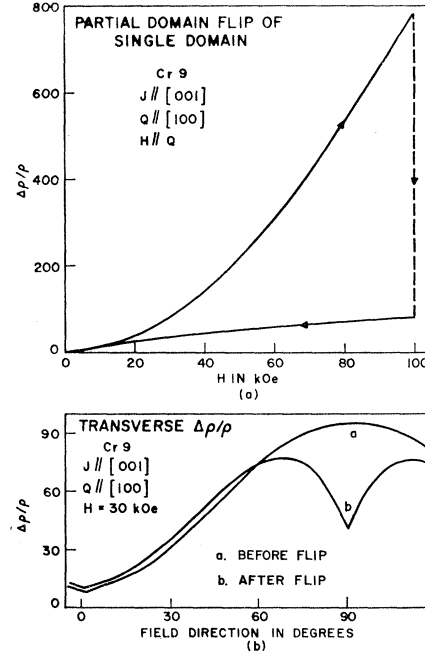 PARTIAL DOMAIN FLIP OF
SINGLE DOMAIN
Cr 9
J // [001]
Q // [100]
H // Q
Δρ/ρ
800
600
400
200
0
0 20 40 60 80 100
H IN kOe
(a)
TRANSVERSE Δρ/ρ
Cr 9
J // [001]
Q // [100]
H = 30 kOe
a
b
a. BEFORE FLIP
b. AFTER FLIP
Δρ/ρ
90
60
30
0
0 30 60 90
FIELD DIRECTION IN DEGREES
(b)